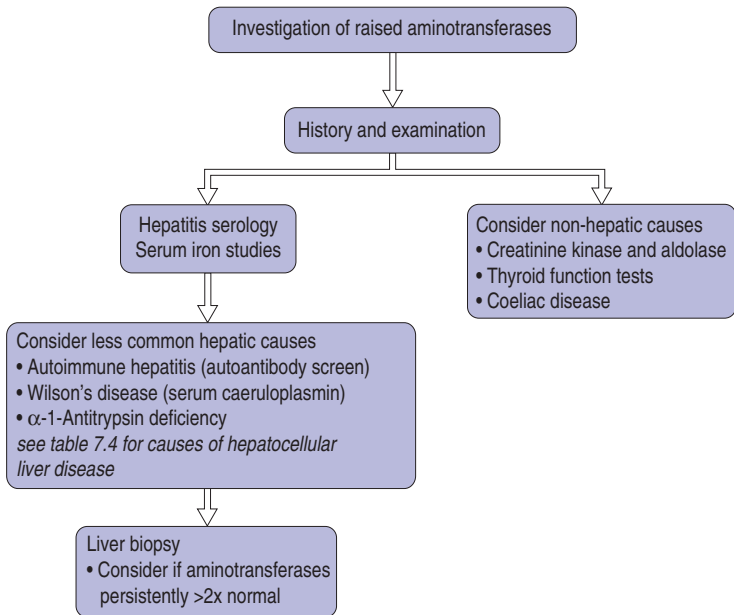 Investigation of raised aminotransferases
History and examination
Hepatitis serology
Serum iron studies
Consider non-hepatic causes
• Creatinine kinase and aldolase
• Thyroid function tests
• Coeliac disease
Consider less common hepatic causes
• Autoimmune hepatitis (autoantibody screen)
• Wilson's disease (serum caeruloplasmin)
• α-1-Antitrypsin deficiency
see table 7.4 for causes of hepatocellular
liver disease
Liver biopsy
• Consider if aminotransferases
persistently >2x normal